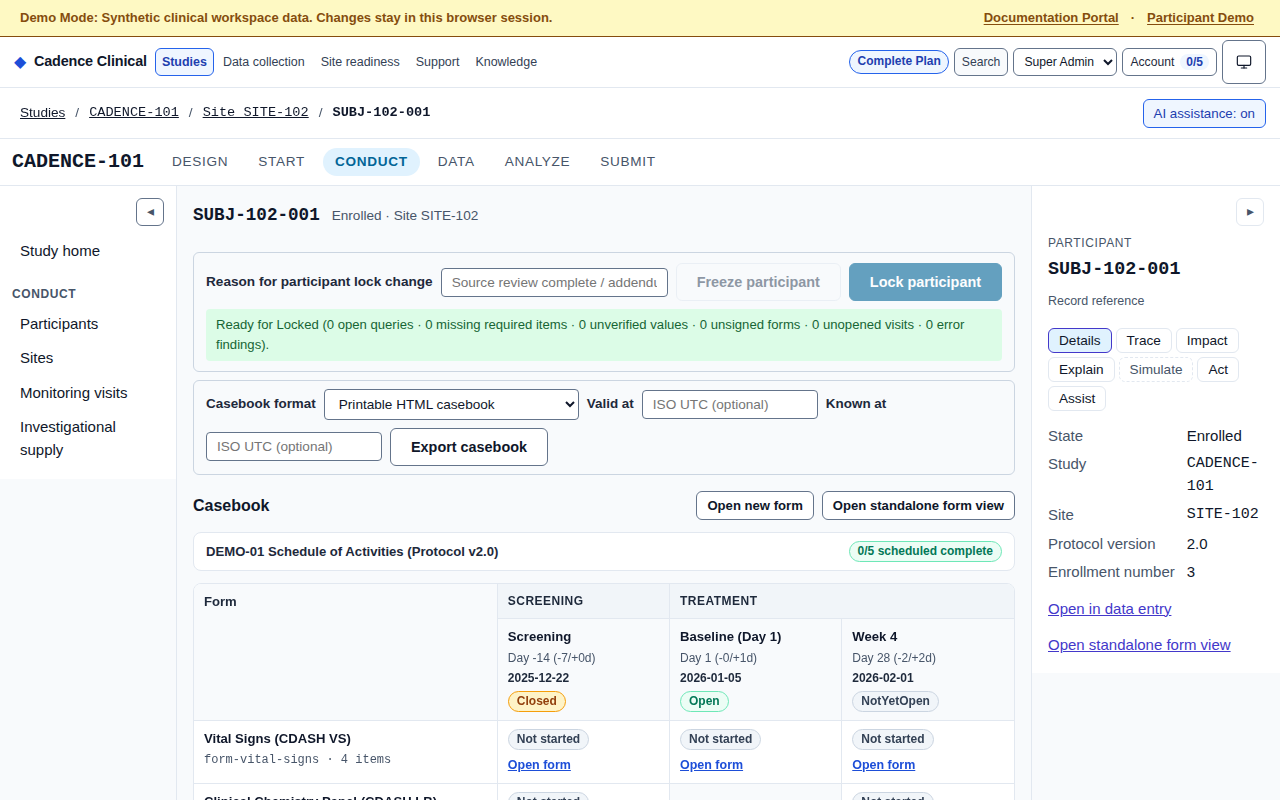 Demo Mode: Synthetic clinical workspace data. Changes stay in this browser session.
Documentation Portal · Participant Demo
◆ Cadence Clinical Studies Data collection Site readiness Support Knowledge
Complete Plan Search Super Admin Account 0/5
Studies / CADENCE-101 / Site SITE-102 / SUBJ-102-001
AI assistance: on
CADENCE-101 DESIGN START CONDUCT DATA ANALYZE SUBMIT
◂
Study home
CONDUCT
Participants
Sites
Monitoring visits
Investigational
supply
SUBJ-102-001 Enrolled · Site SITE-102
Reason for participant lock change Source review complete / addendu Freeze participant Lock participant
Ready for Locked (0 open queries · 0 missing required items · 0 unverified values · 0 unsigned forms · 0 unopened visits · 0 error
findings).
Casebook format Printable HTML casebook Valid at ISO UTC (optional) Known at
ISO UTC (optional) Export casebook
Casebook Open new form Open standalone form view
DEMO-01 Schedule of Activities (Protocol v2.0) 0/5 scheduled complete
Form SCREENING TREATMENT
Screening Baseline (Day 1) Week 4
Day -14 (-7/+0d) Day 1 (-0/+1d) Day 28 (-2/+2d)
2025-12-22 2026-01-05 2026-02-01
Closed Open NotYetOpen
Vital Signs (CDASH VS) Not started Not started Not started
form-vital-signs · 4 items
Open form Open form Open form
Clinical Chemistry Panel (CDASH LB) Not started Not started
▸
PARTICIPANT
SUBJ-102-001
Record reference
Details Trace Impact
Explain Simulate Act
Assist
State Enrolled
Study CADENCE-
101
Site SITE-102
Protocol version 2.0
Enrollment number 3
Open in data entry
Open standalone form view